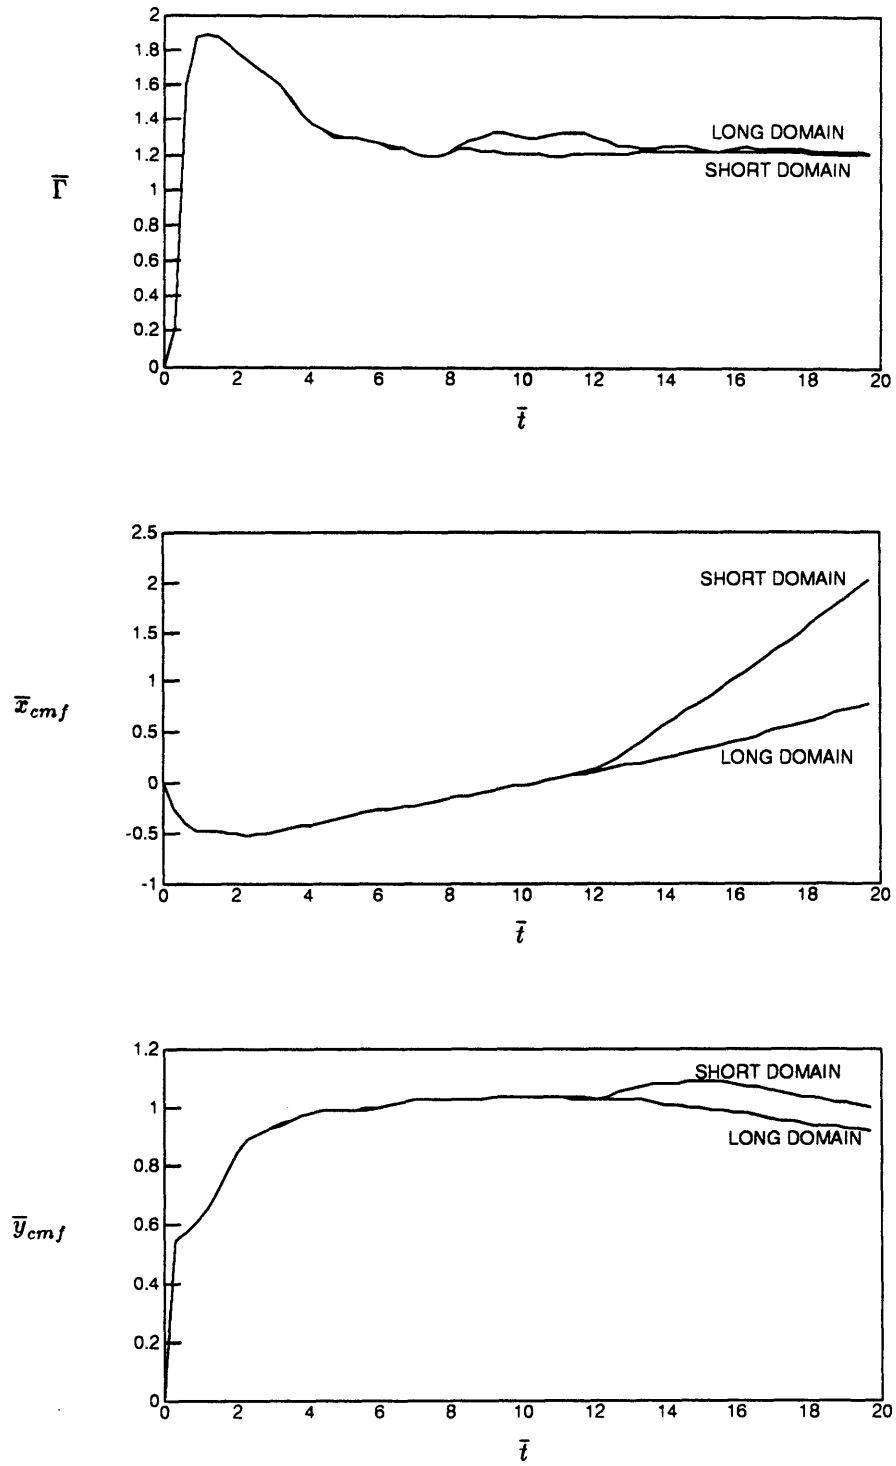 2
1.8
1.6
1.4
1.2
1
0.8
0.6
0.4
0.2
0
Γ̅
LONG DOMAIN
SHORT DOMAIN
0 2 4 6 8 10 12 14 16 18 20
t̅
2.5
2
1.5
1
0.5
0
-0.5
-1
x̅cmf
SHORT DOMAIN
LONG DOMAIN
0 2 4 6 8 10 12 14 16 18 20
t̅
1.2
1
0.8
0.6
0.4
0.2
0
y̅cmf
SHORT DOMAIN
LONG DOMAIN
0 2 4 6 8 10 12 14 16 18 20
t̅